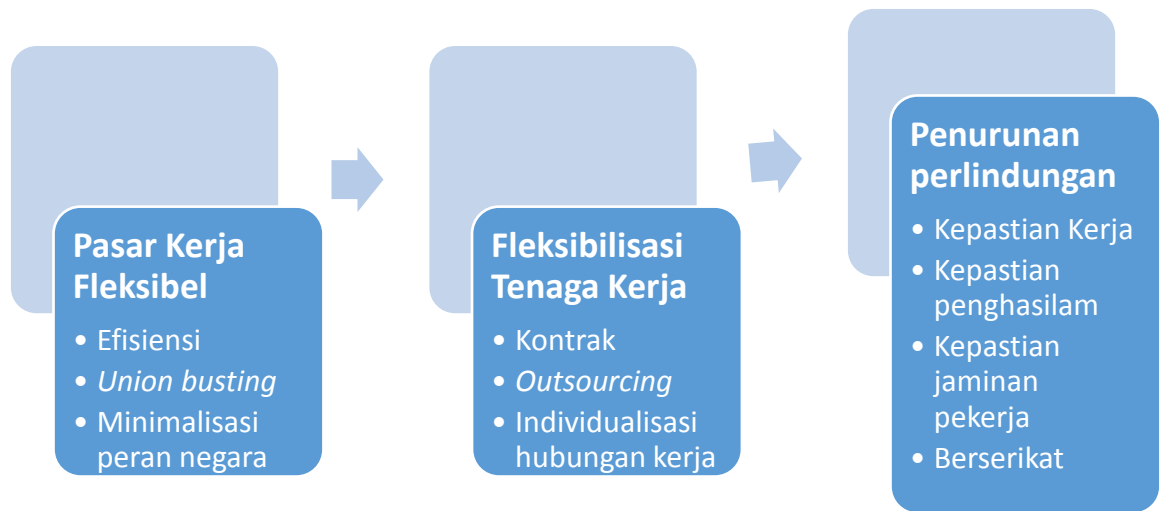 Pasar Kerja
Fleksibel
• Efisiensi
• Union busting
• Minimalisasi
peran negara
Fleksibilisasi
Tenaga Kerja
• Kontrak
• Outsourcing
• Individualisasi
hubungan kerja
Penurunan
perlindungan
• Kepastian Kerja
• Kepastian
penghasilam
• Kepastian
jaminan
pekerja
• Berserikat